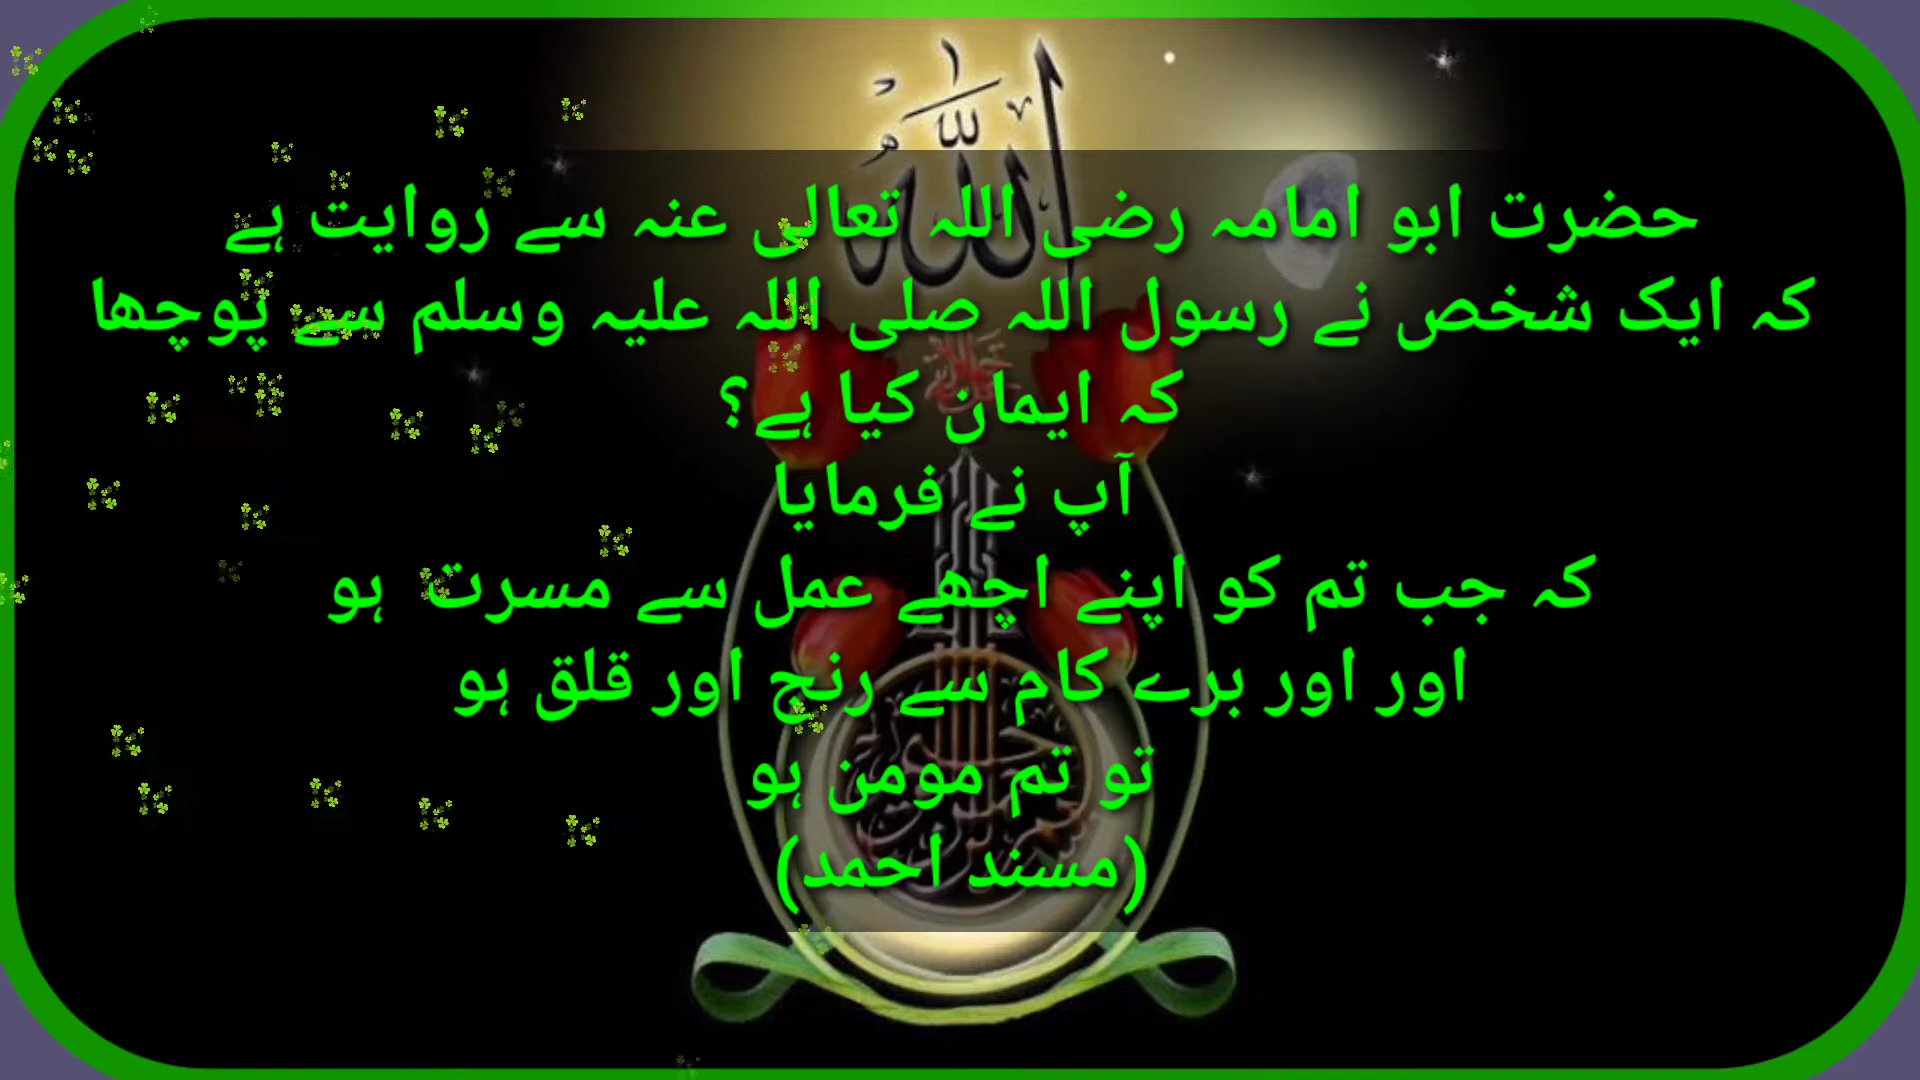 اللہ
حضرت ابو امامہ رضی اللہ تعالی عنہ سے روایت ہے
کہ ایک شخص نے رسول اللہ صلی اللہ علیہ وسلم سے پوچھا
کہ ایمان کیا ہے؟
آپ نے فرمایا
کہ جب تم کو اپنے اچھے عمل سے مسرت ہو
اور اور برے کام سے رنج اور قلق ہو
تو تم مومن ہو
(مسند احمد)